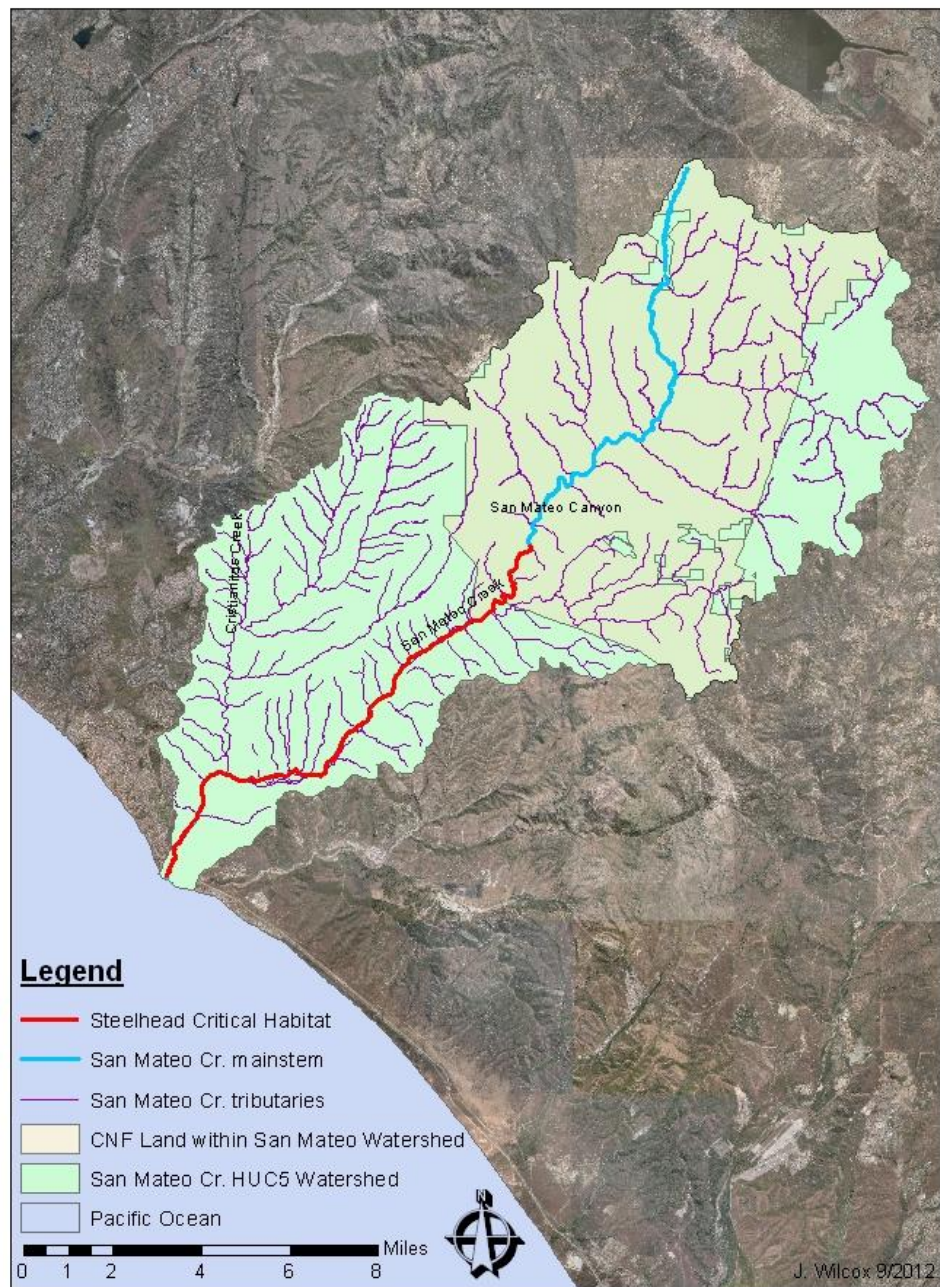 San Mateo Canyon
Cristianitos Creek
San Mateo Creek
Legend
Steelhead Critical Habitat
San Mateo Cr. mainstem
San Mateo Cr. tributaries
CNF Land within San Mateo Watershed
San Mateo Cr. HUC5 Watershed
Pacific Ocean
N
Miles
0 1 2 4 6 8
J. Wilcox 9/2012